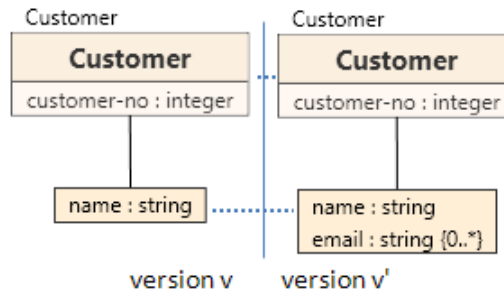 Customer
Customer
customer-no : integer
name : string
version v
Customer
Customer
customer-no : integer
name : string
email : string {0..*}
version v'